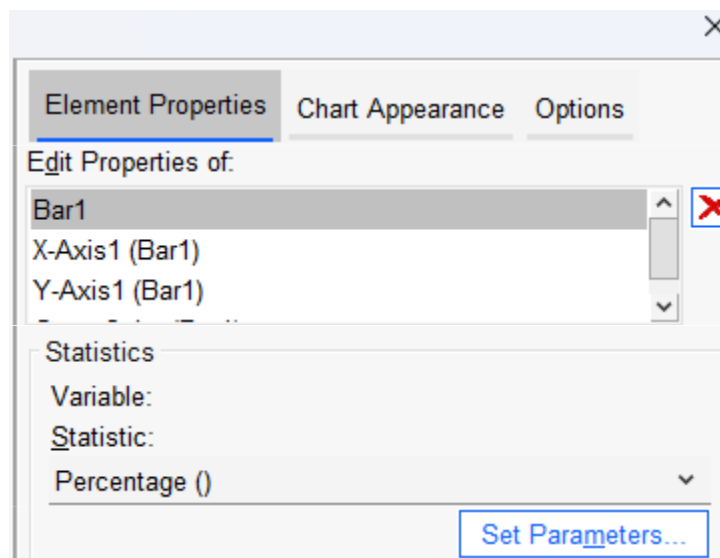 Element Properties Chart Appearance Options
Edit Properties of:
Bar1
X-Axis1 (Bar1)
Y-Axis1 (Bar1)
Statistics
Variable:
Statistic:
Percentage ()
Set Parameters...